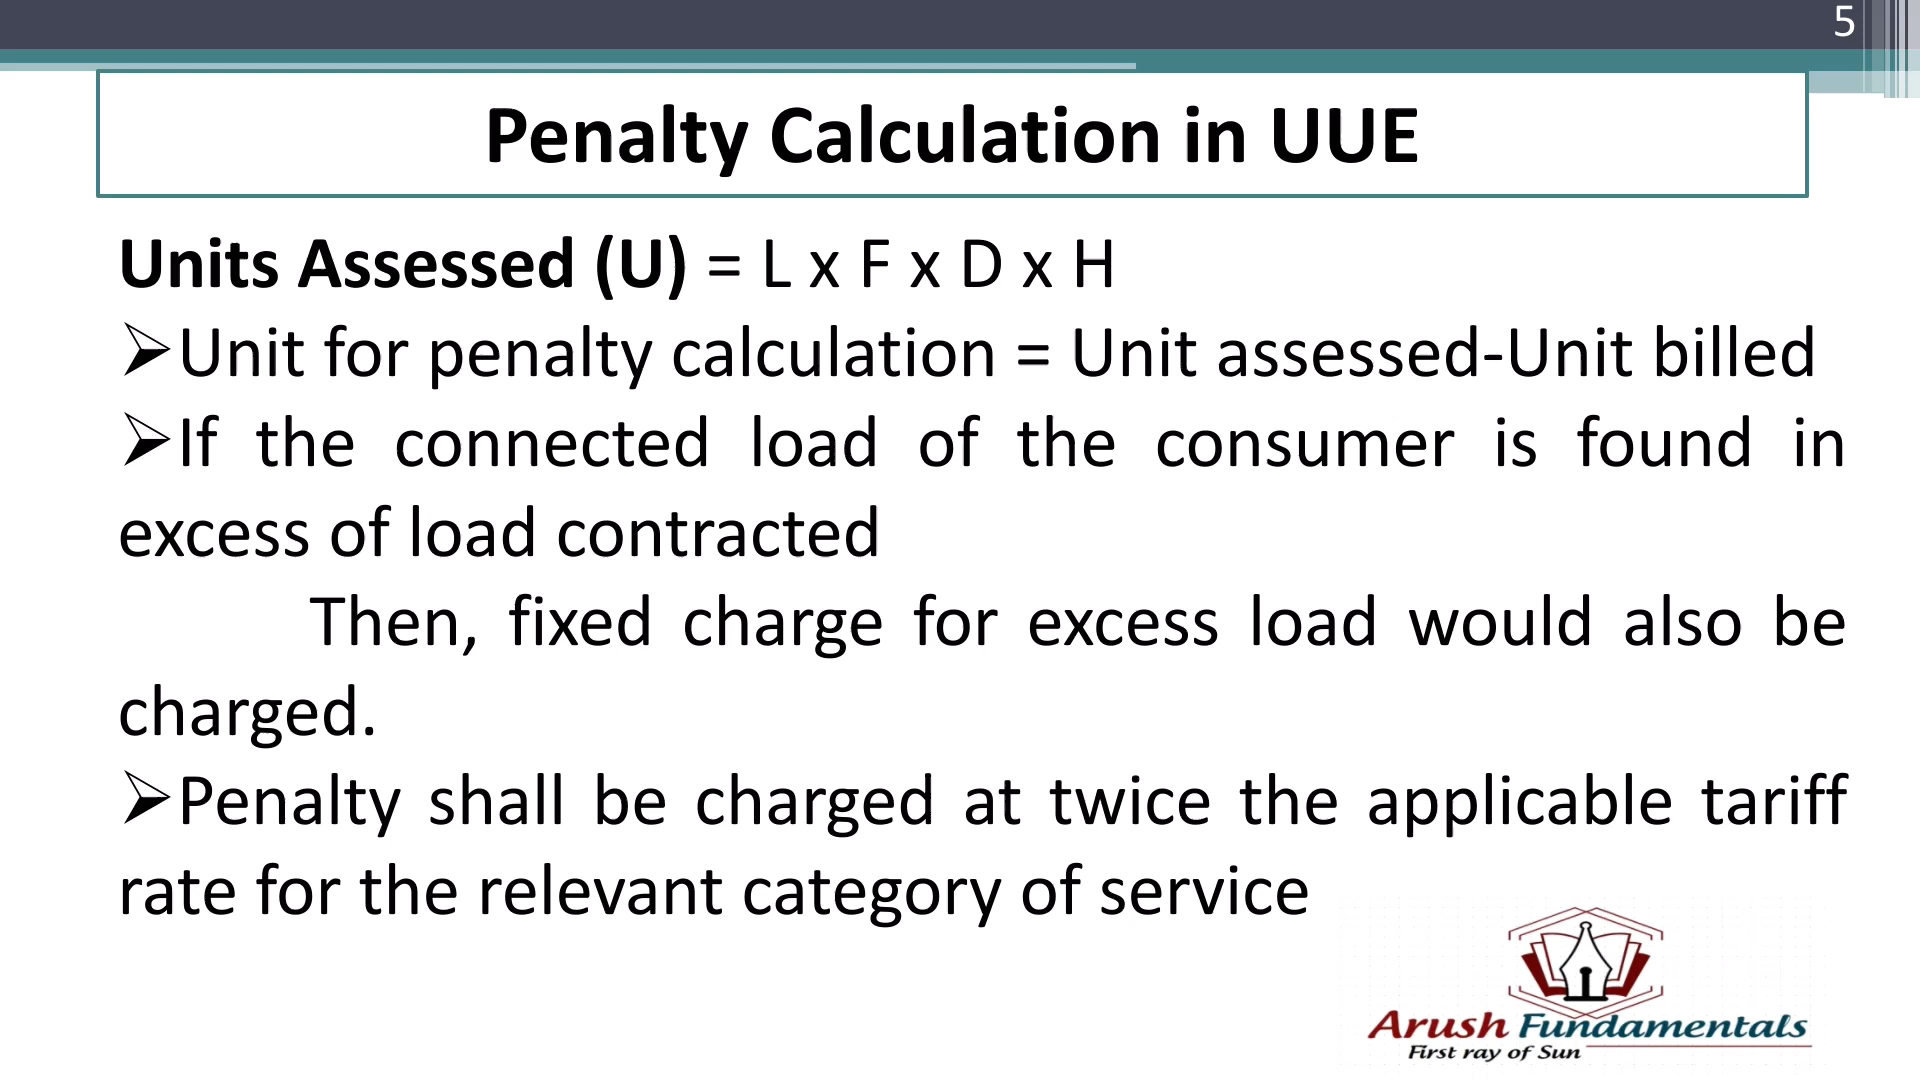 5
Penalty Calculation in UUE
Units Assessed (U) = L x F x D x H
➢Unit for penalty calculation = Unit assessed-Unit billed
➢If the connected load of the consumer is found in
excess of load contracted
Then, fixed charge for excess load would also be
charged.
➢Penalty shall be charged at twice the applicable tariff
rate for the relevant category of service
Arush Fundamentals
First ray of Sun